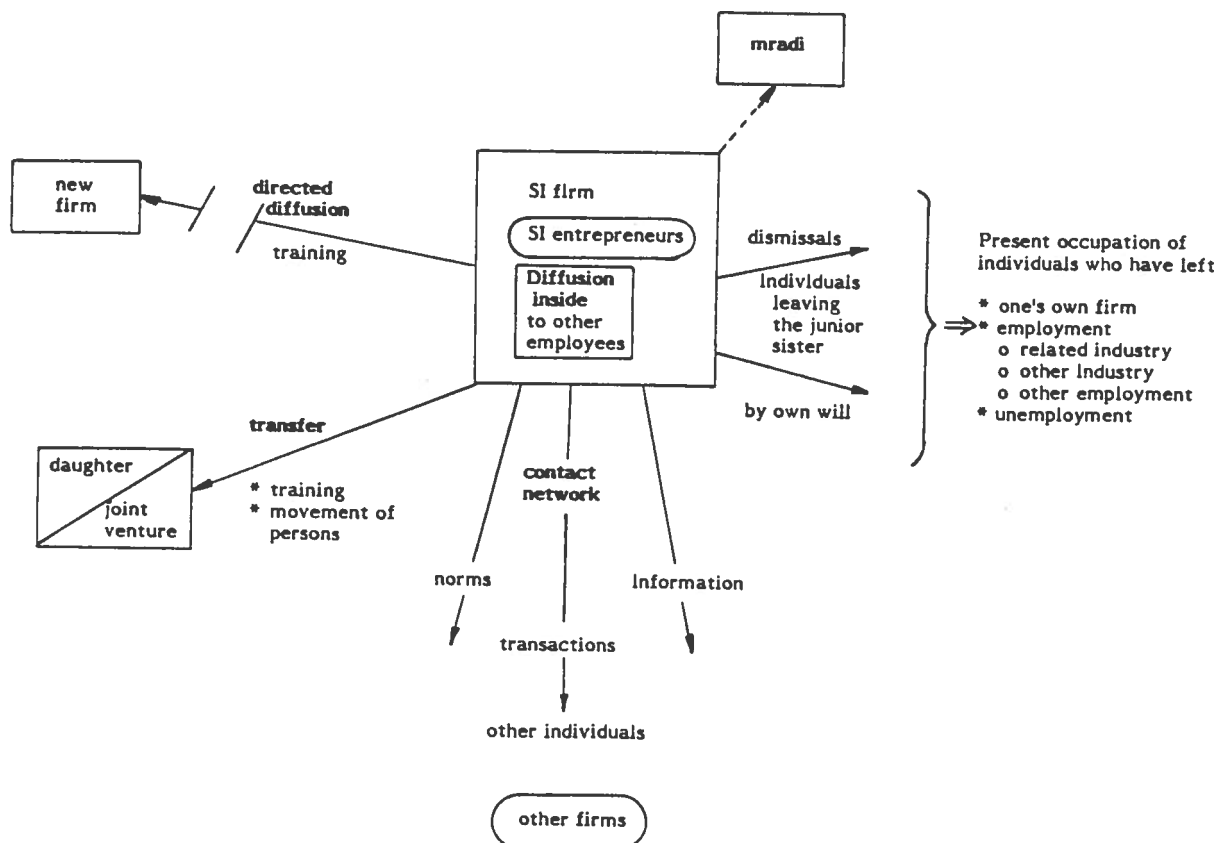 mradi
new
firm
directed
diffusion
training
SI firm
SI entrepreneurs
Diffusion
inside
to other
employees
dismissals
Individuals
leaving
the junior
sister
by own will
Present occupation of
individuals who have left
* one's own firm
* employment
o related industry
o other Industry
o other employment
* unemployment
transfer
daughter
joint
venture
* training
* movement of
persons
contact
network
norms
Information
transactions
other individuals
other firms